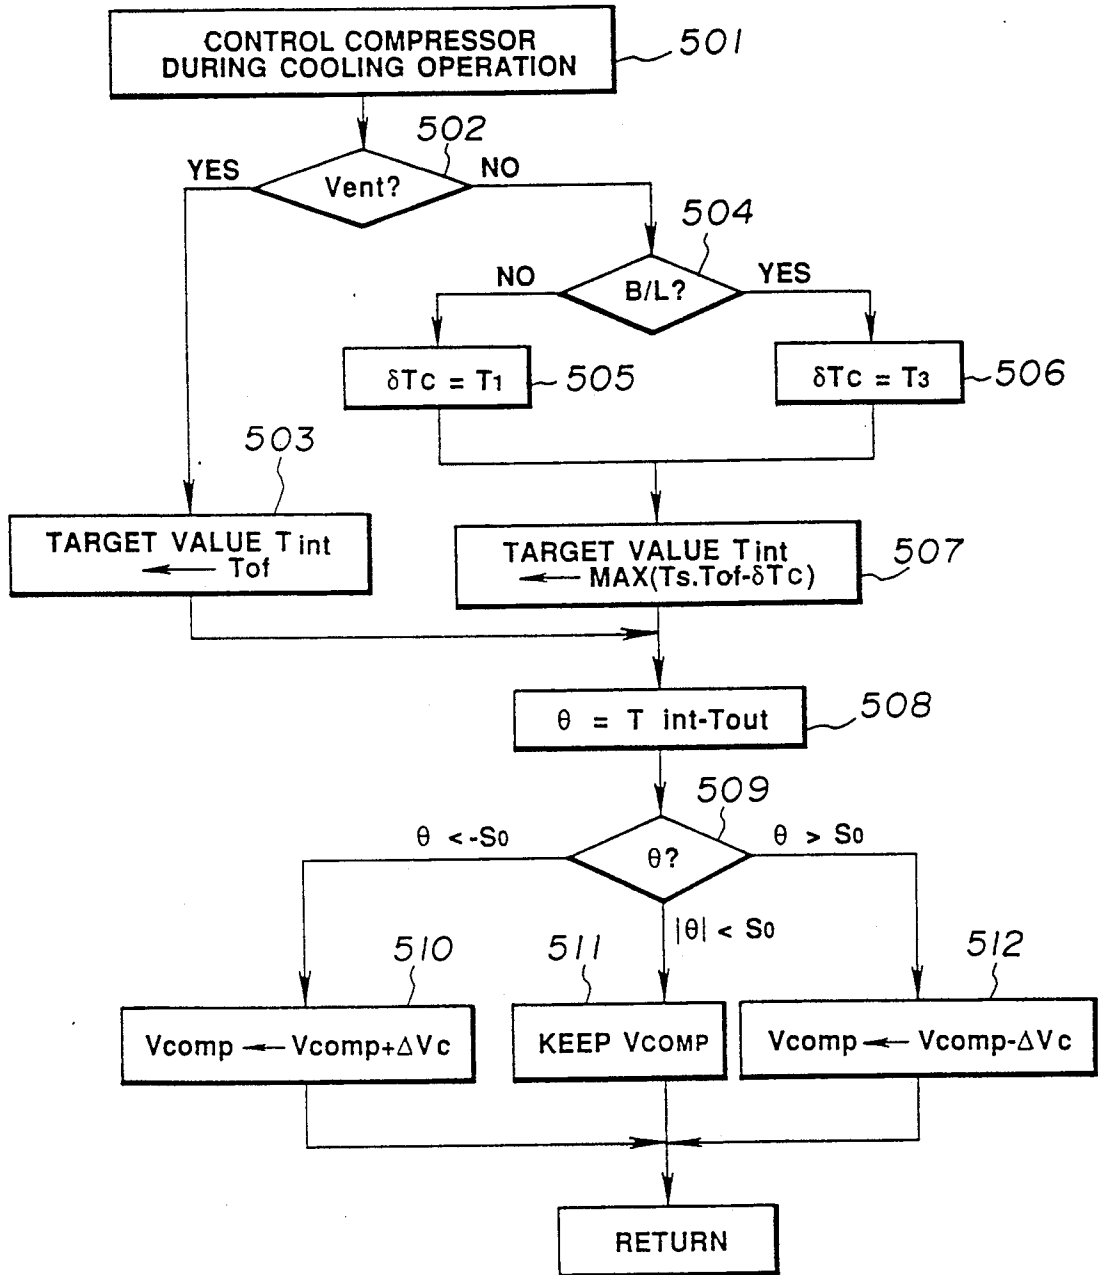 CONTROL COMPRESSOR
DURING COOLING OPERATION
501
502
YES
Vent?
NO
504
NO
B/L?
YES
δTC = T1
505
δTC = T3
506
503
TARGET VALUE Tint
← Tof
TARGET VALUE Tint
← MAX(Ts.Tof-δTC)
507
θ = T int-Tout
508
509
θ <-S0
θ?
θ > S0
|θ| < S0
510
511
512
Vcomp ← Vcomp+ΔVc
KEEP VCOMP
Vcomp ← Vcomp-ΔVc
RETURN